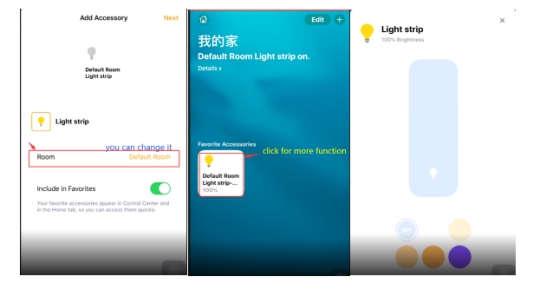 Add Accessory
Next
Default Room
Light strip
Light strip
you can change it
Room
Default Room
Include in Favorites
Your favorite accessories appear in Control Center and
in the Home tab, so you can access them quickly.
Edit
+
我的家
Default Room Light strip on.
Details >
Favorite Accessories
click for more function
Default Room
Light strip-...
100%
Light strip
100% Brightness
×